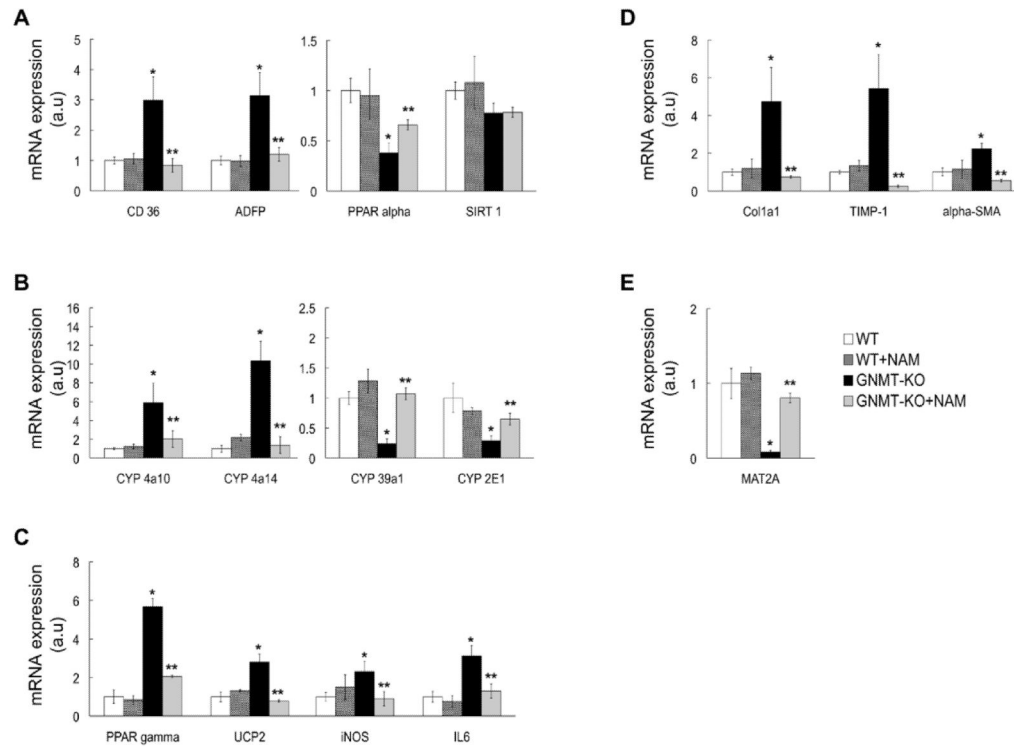 A
mRNA expression
(a.u)
5
4
3
2
1
0
*
**
*
**
CD 36
ADFP
1.5
1
0.5
0
*
**
PPAR alpha
SIRT 1
B
mRNA expression
(a.u)
16
14
12
10
8
6
4
2
0
*
**
*
**
CYP 4a10
CYP 4a14
2.5
2
1.5
1
0.5
0
*
**
*
**
CYP 39a1
CYP 2E1
C
mRNA expression
(a.u)
8
6
4
2
0
*
**
*
**
*
**
*
**
PPAR gamma
UCP2
iNOS
IL6
D
mRNA expression
(a.u)
8
6
4
2
0
*
**
*
**
*
**
Col1a1
TIMP-1
alpha-SMA
E
mRNA expression
(a.u)
2
1
0
*
**
MAT2A
WT
WT+NAM
GNMT-KO
GNMT-KO+NAM